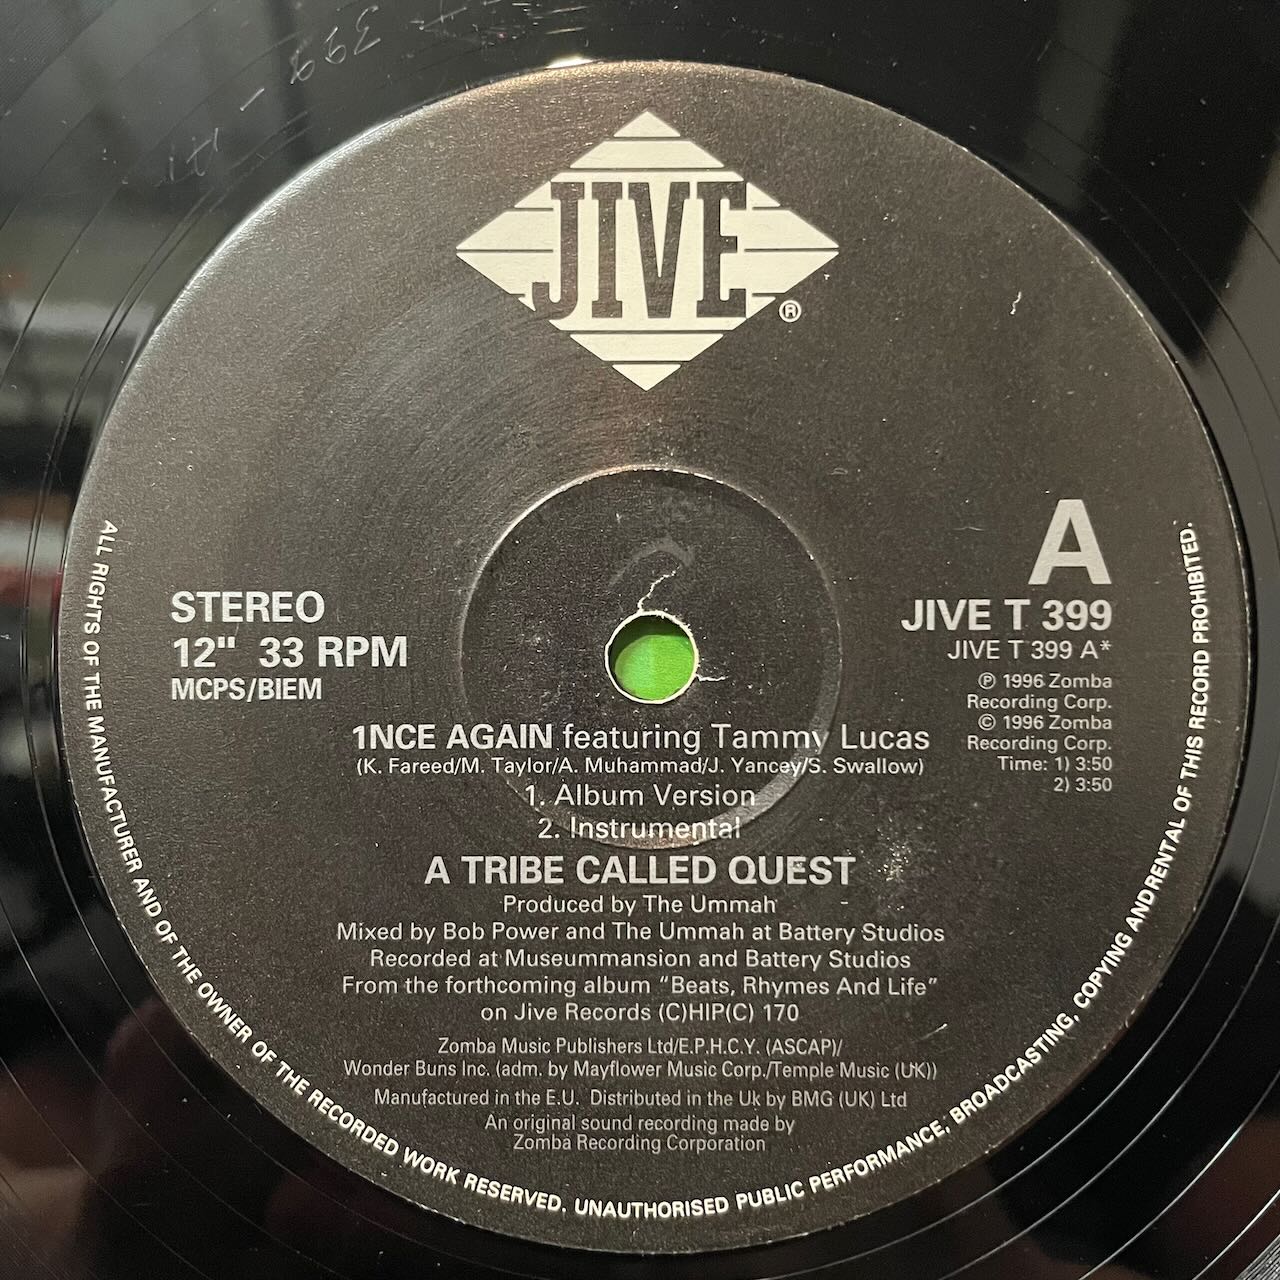 JIVE
®
A
STEREO
12" 33 RPM
MCPS/BIEM
JIVE T 399
JIVE T 399 A*
℗ 1996 Zomba
Recording Corp.
© 1996 Zomba
Recording Corp.
Time: 1) 3:50
2) 3:50
1NCE AGAIN featuring Tammy Lucas
(K. Fareed/M. Taylor/A. Muhammad/J. Yancey/S. Swallow)
1. Album Version
2. Instrumental
A TRIBE CALLED QUEST
Produced by The Ummah
Mixed by Bob Power and The Ummah at Battery Studios
Recorded at Museummansion and Battery Studios
From the forthcoming album "Beats, Rhymes And Life"
on Jive Records (C)HIP(C) 170
Zomba Music Publishers Ltd/E.P.H.C.Y. (ASCAP)/
Wonder Buns Inc. (adm. by Mayflower Music Corp./Temple Music (UK))
Manufactured in the E.U. Distributed in the Uk by BMG (UK) Ltd
An original sound recording made by
Zomba Recording Corporation
ALL RIGHTS OF THE MANUFACTURER AND OF THE OWNER OF THE RECORDED WORK RESERVED. UNAUTHORISED PUBLIC PERFORMANCE, BROADCASTING, COPYING ANDRENTAL OF THIS RECORD PROHIBITED.